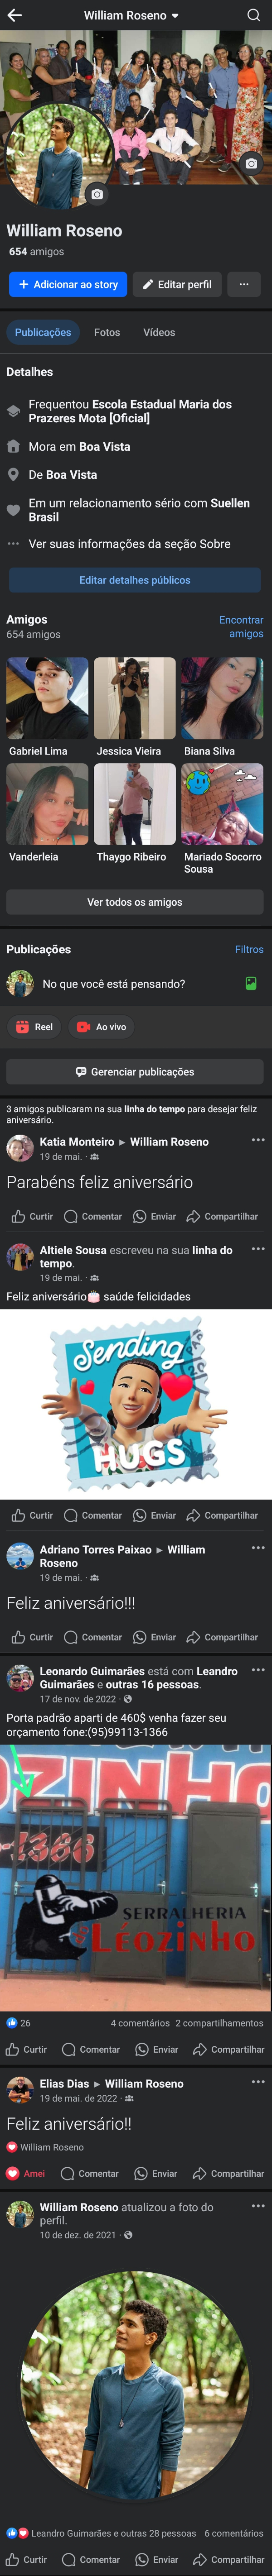 William Roseno
William Roseno
654 amigos
Adicionar ao story
Editar perfil
Publicações
Fotos
Vídeos
Detalhes
Frequentou Escola Estadual Maria dos
Prazeres Mota [Oficial]
Mora em Boa Vista
De Boa Vista
Em um relacionamento sério com Suellen
Brasil
Ver suas informações da seção Sobre
Editar detalhes públicos
Amigos
654 amigos
Encontrar
amigos
Gabriel Lima
Jessica Vieira
Biana Silva
Vanderleia
Thaygo Ribeiro
Mariado Socorro
Sousa
Ver todos os amigos
Publicações
Filtros
No que você está pensando?
Reel
Ao vivo
Gerenciar publicações
3 amigos publicaram na sua linha do tempo para desejar feliz
aniversário.
Katia Monteiro ▸ William Roseno
19 de mai. ·
Parabéns feliz aniversário
Curtir Comentar Enviar Compartilhar
Altiele Sousa escreveu na sua linha do
tempo.
19 de mai. ·
Feliz aniversário🎂 saúde felicidades
Sending
HUGS
Curtir Comentar Enviar Compartilhar
Adriano Torres Paixao ▸ William
Roseno
19 de mai. ·
Feliz aniversário!!!
Curtir Comentar Enviar Compartilhar
Leonardo Guimarães está com Leandro
Guimarães e outras 16 pessoas.
17 de nov. de 2022 ·
Porta padrão aparti de 460$ venha fazer seu
orçamento fone:(95)99113-1366
1366
SERRALHERIA
Léozinho
26
4 comentários 2 compartilhamentos
Curtir Comentar Enviar Compartilhar
Elias Dias ▸ William Roseno
19 de mai. de 2022 ·
Feliz aniversário!!
William Roseno
Amei Comentar Enviar Compartilhar
William Roseno atualizou a foto do
perfil.
10 de dez. de 2021 ·
Leandro Guimarães e outras 28 pessoas 6 comentários
Curtir Comentar Enviar Compartilhar